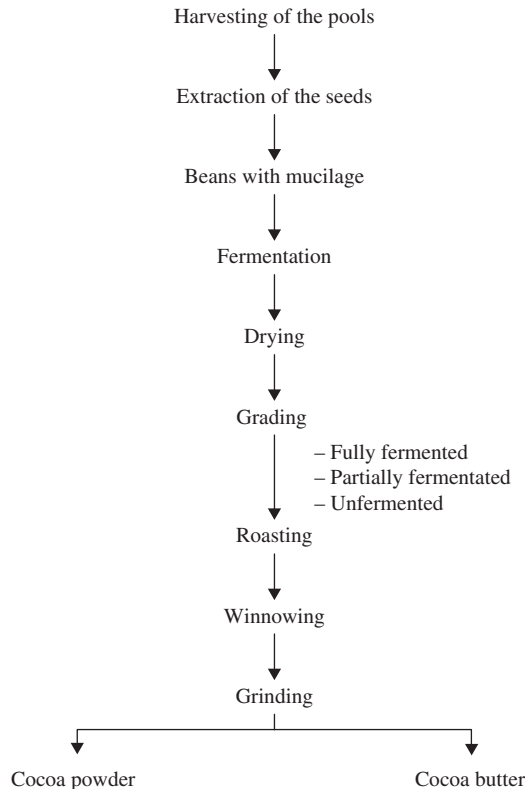 Harvesting of the pools
Extraction of the seeds
Beans with mucilage
Fermentation
Drying
Grading
– Fully fermented
– Partially fermentated
– Unfermented
Roasting
Winnowing
Grinding
Cocoa powder
Cocoa butter